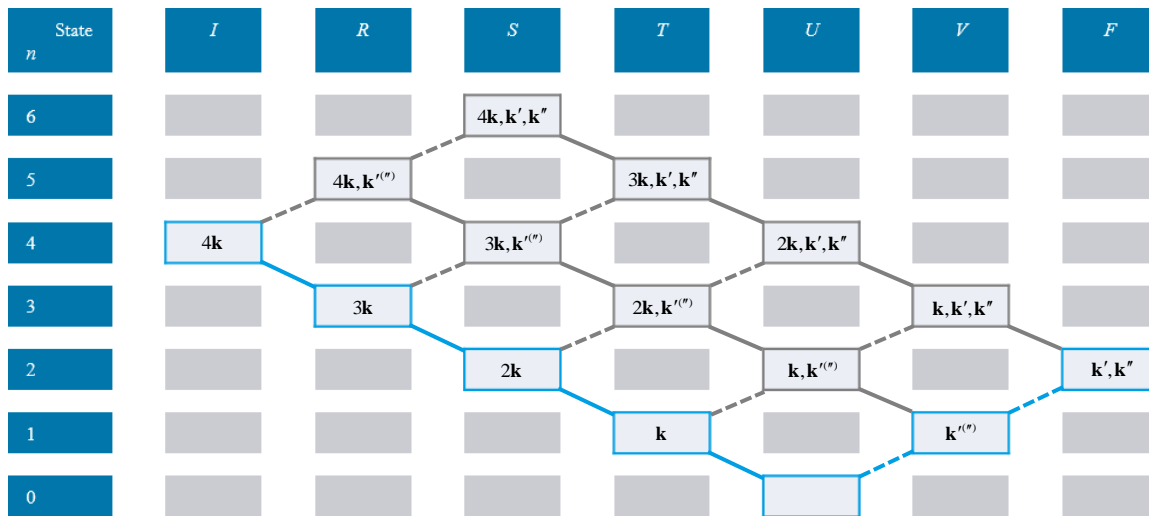 State n I R S T U V F
6 4𝐤, 𝐤′, 𝐤″
5 4𝐤, 𝐤′⁽″⁾ 3𝐤, 𝐤′, 𝐤″
4 4𝐤 3𝐤, 𝐤′⁽″⁾ 2𝐤, 𝐤′, 𝐤″
3 3𝐤 2𝐤, 𝐤′⁽″⁾ 𝐤, 𝐤′, 𝐤″
2 2𝐤 𝐤, 𝐤′⁽″⁾ 𝐤′, 𝐤″
1 𝐤 𝐤′⁽″⁾
0